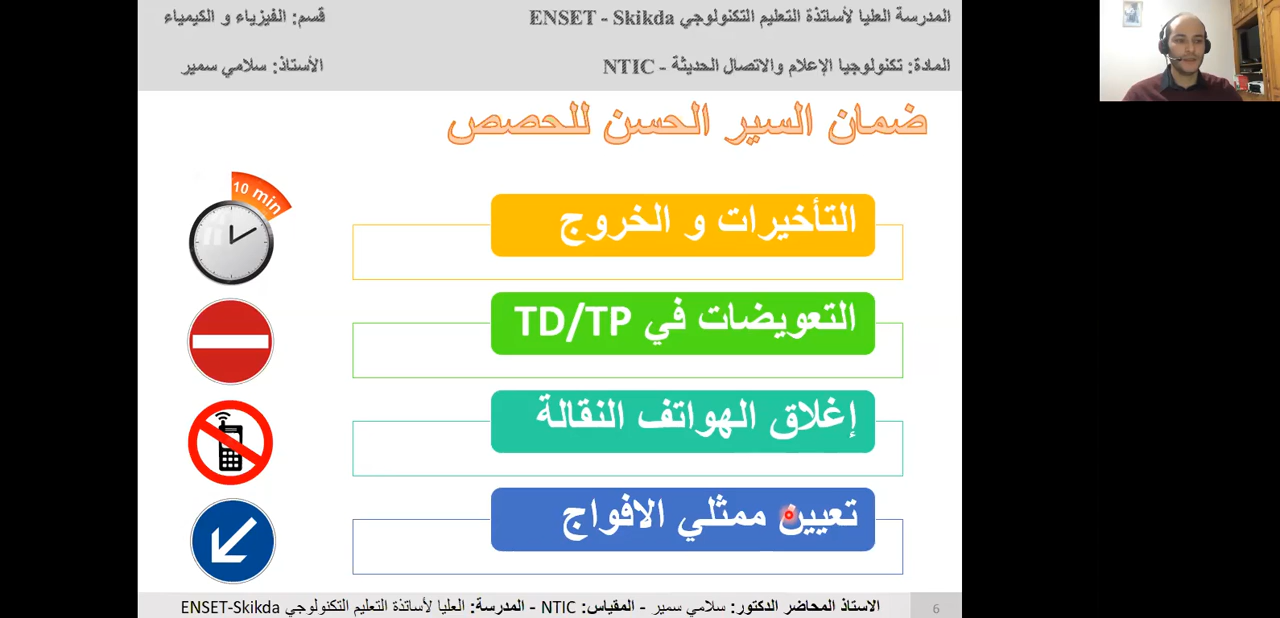 المدرسة العليا لأساتذة التعليم التكنولوجي ENSET - Skikda
قسم: الفيزياء و الكيمياء
المادة: تكنولوجيا الإعلام والاتصال الحديثة - NTIC
الأستاذ: سلامي سمير
ضمان السير الحسن للحصص
10 min
التأخيرات و الخروج
التعويضات في TD/TP
إغلاق الهواتف النقالة
تعيين ممثلي الافواج
الاستاذ المحاضر الدكتور: سلامي سمير - المقياس: NTIC - المدرسة: العليا لأساتذة التعليم التكنولوجي ENSET-Skikda
6